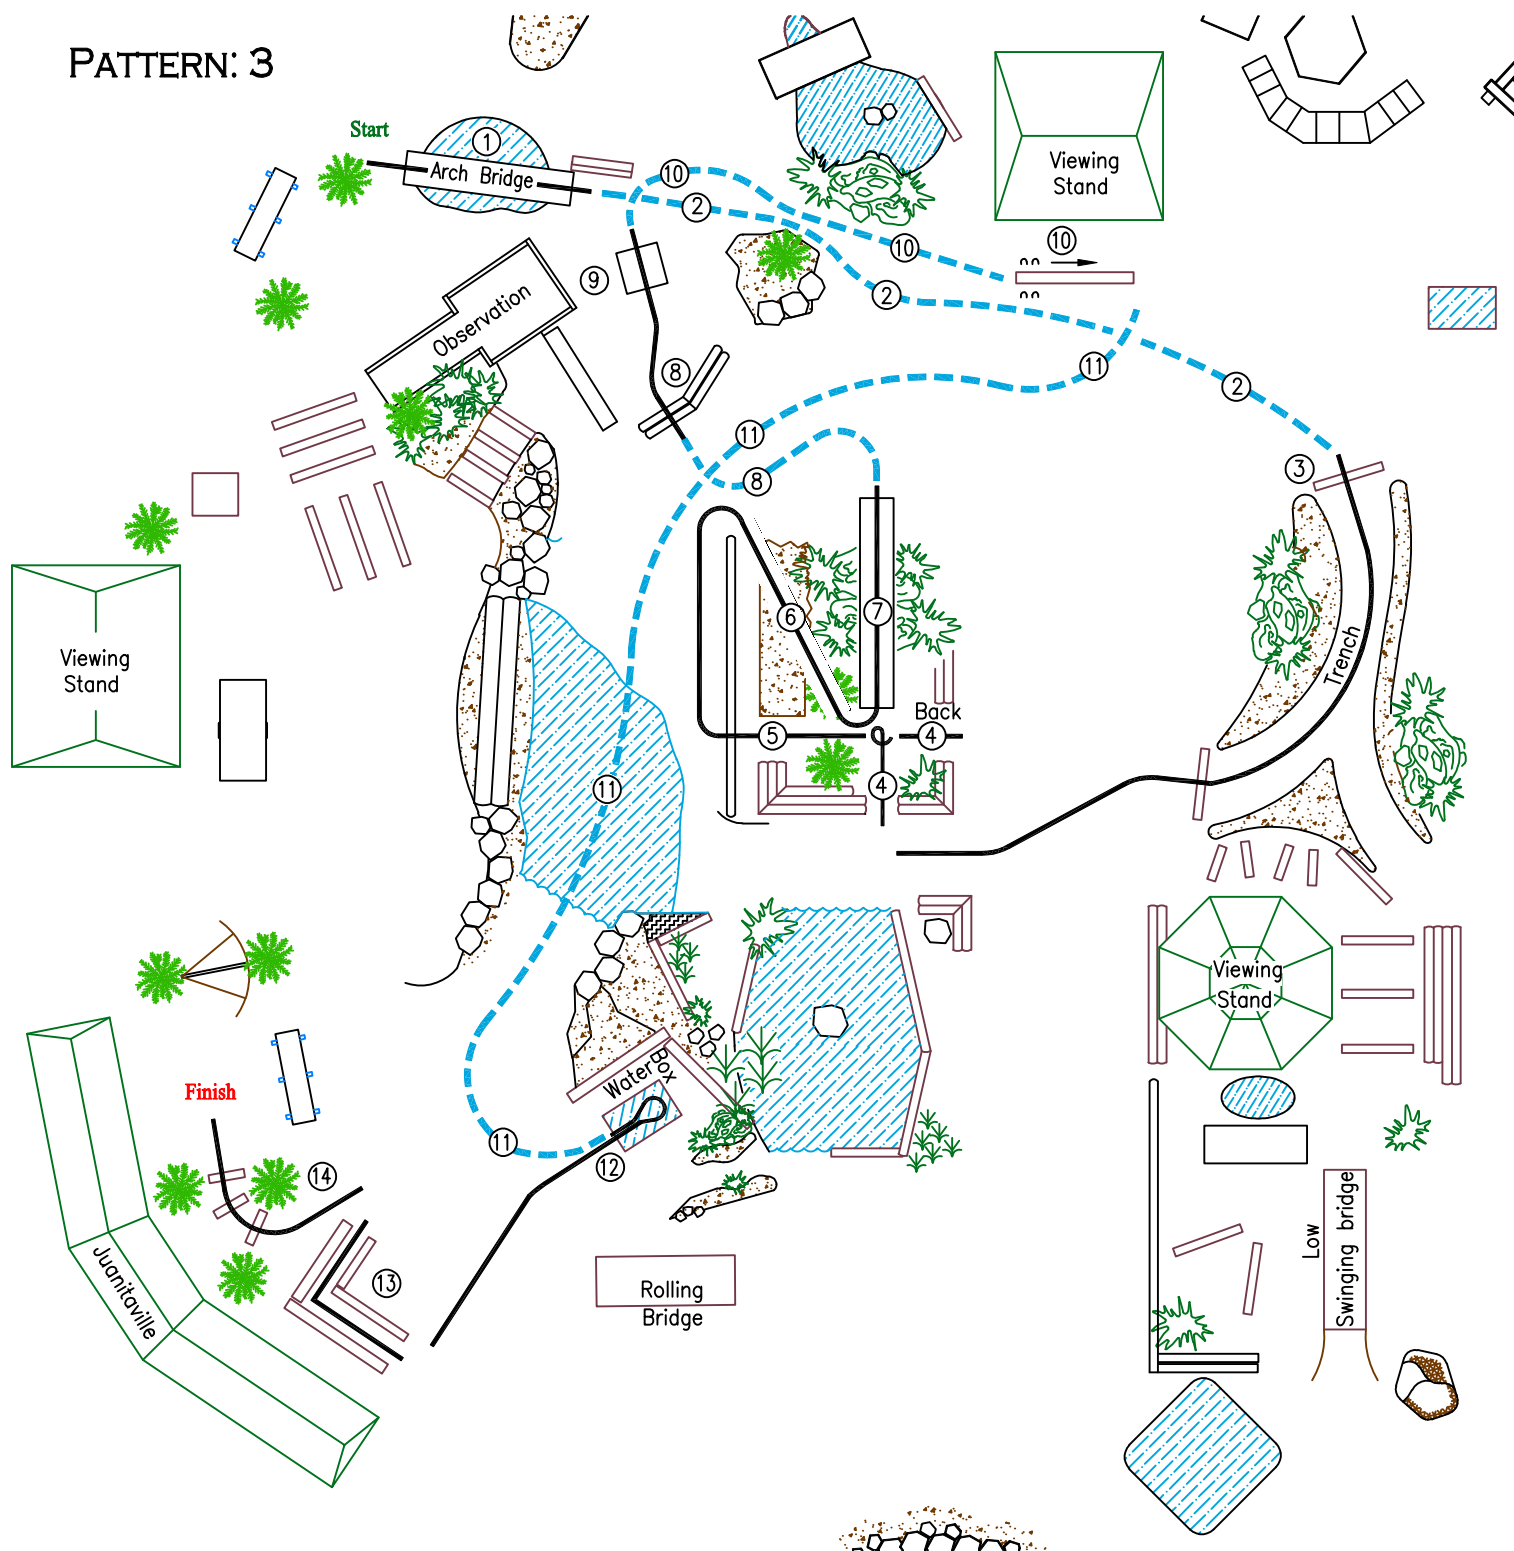 PATTERN: 3
Start
1
Arch Bridge
10
2
Viewing
Stand
10
10
9
2
Observation
8
11
2
11
8
3
6
7
Viewing
Stand
Trench
Back
5
4
4
11
Viewing
Stand
Water
Box
Finish
11
12
14
13
Juanitaville
Rolling
Bridge
Low
Swinging bridge